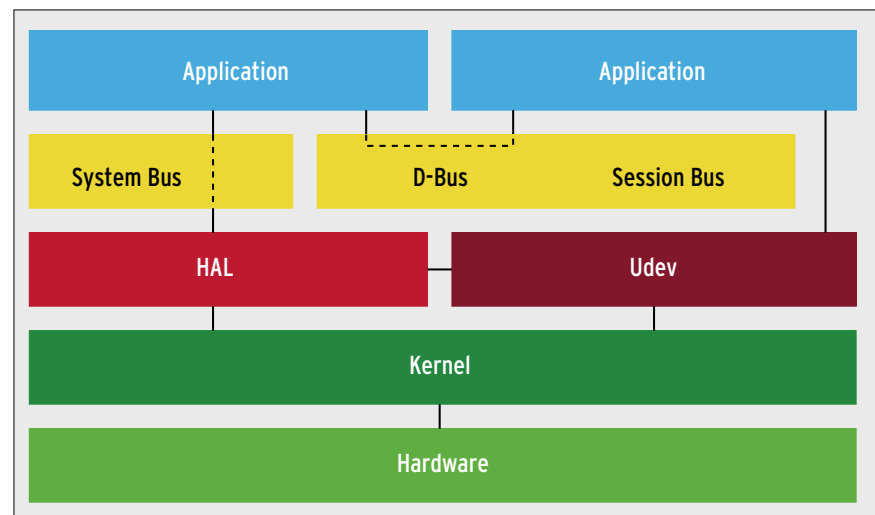 Application
Application
System Bus
D-Bus
Session Bus
HAL
Udev
Kernel
Hardware